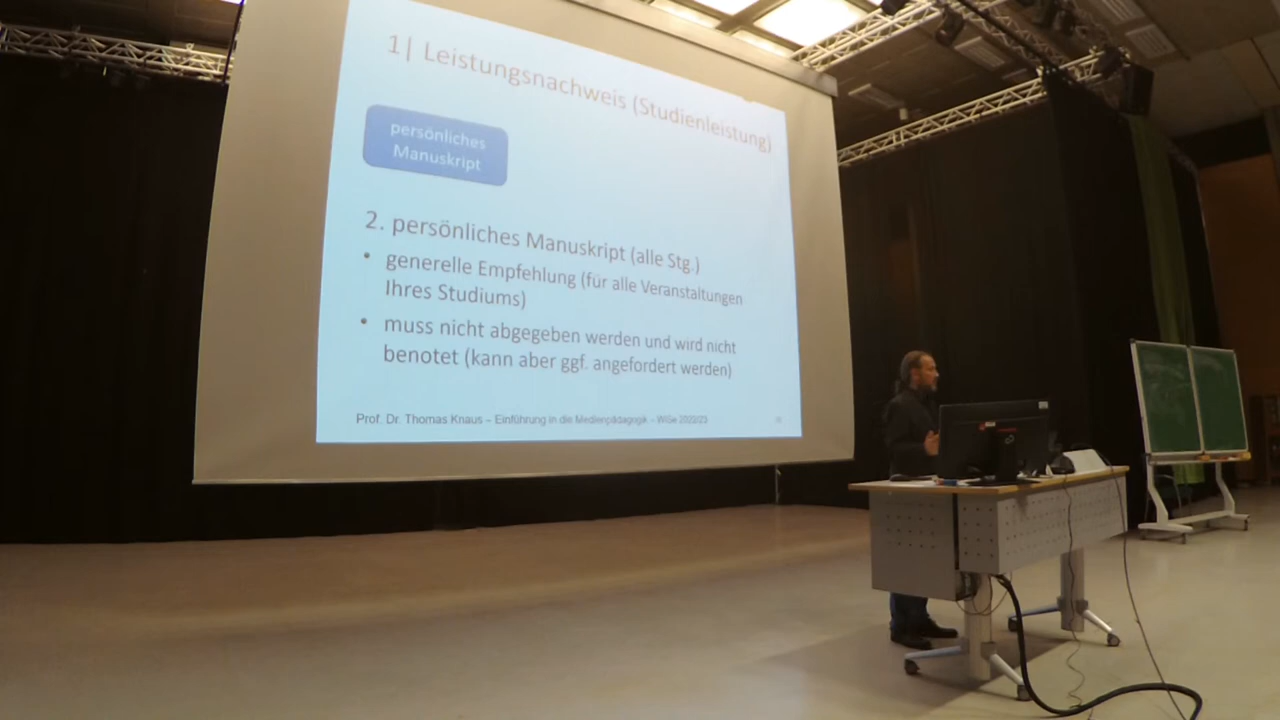 1| Leistungsnachweis (Studienleistung)
persönliches
Manuskript
2. persönliches Manuskript (alle Stg.)
• generelle Empfehlung (für alle Veranstaltungen
Ihres Studiums)
• muss nicht abgegeben werden und wird nicht
benotet (kann aber ggf. angefordert werden)
Prof. Dr. Thomas Knaus – Einführung in die Medienpädagogik – WiSe 2022/23